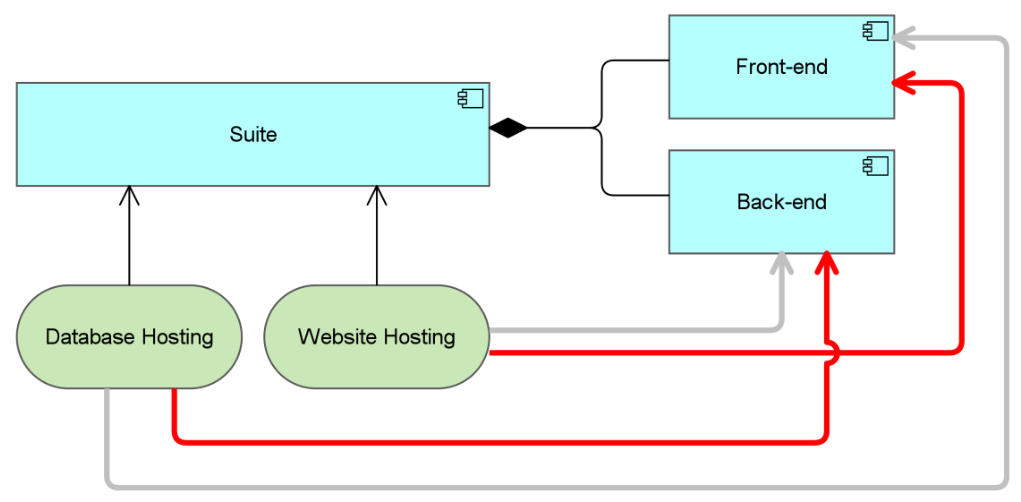 Front-end
Suite
Back-end
Database Hosting
Website Hosting